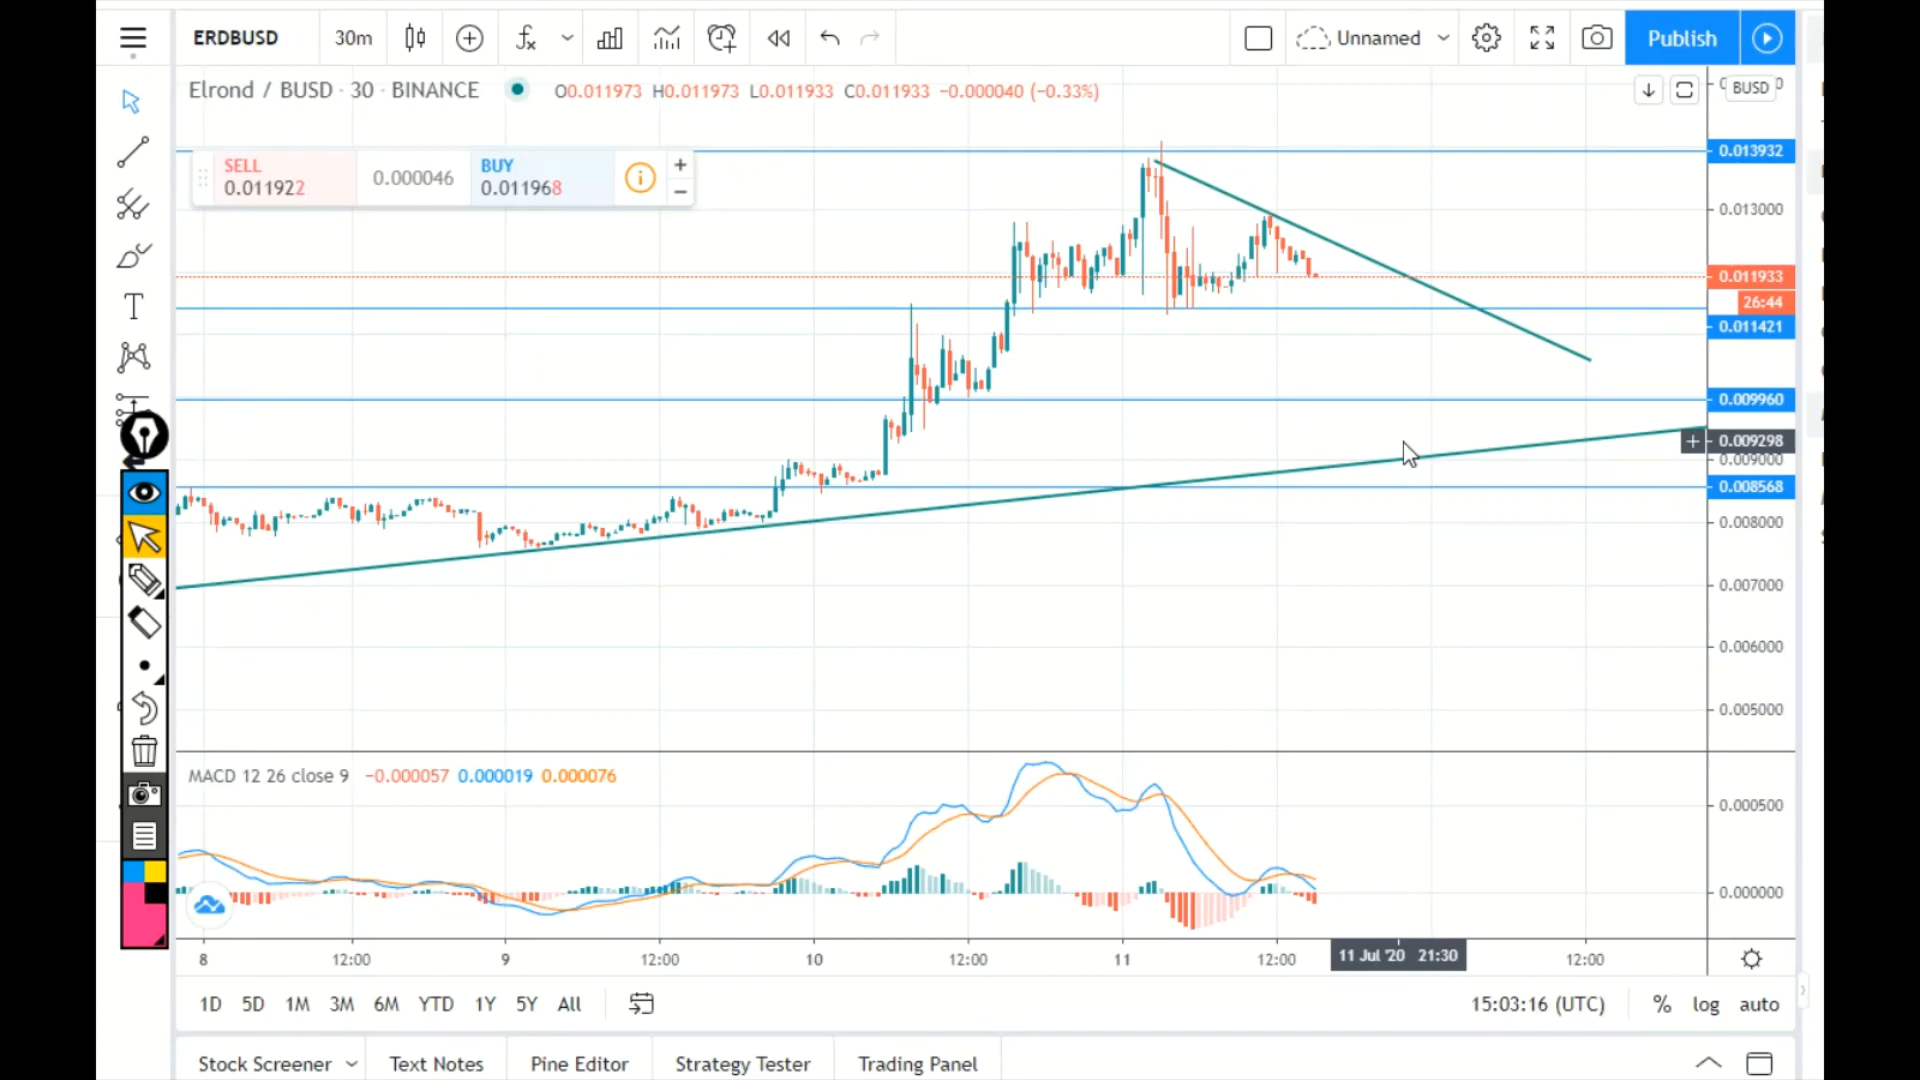 ERDBUSD 30m Unnamed Publish
Elrond / BUSD · 30 · BINANCE O0.011973 H0.011973 L0.011933 C0.011933 −0.000040 (−0.33%)
BUSD
SELL
0.011922
0.000046
BUY
0.011968
0.013932
0.013000
0.011933
26:44
0.011421
0.009960
0.009298
0.009000
0.008568
0.008000
0.007000
0.006000
0.005000
MACD 12 26 close 9 −0.000057 0.000019 0.000076
0.000500
0.000000
8 12:00 9 12:00 10 12:00 11 12:00 11 Jul '20 21:30 12:00
1D 5D 1M 3M 6M YTD 1Y 5Y All 15:03:16 (UTC) % log auto
Stock Screener Text Notes Pine Editor Strategy Tester Trading Panel